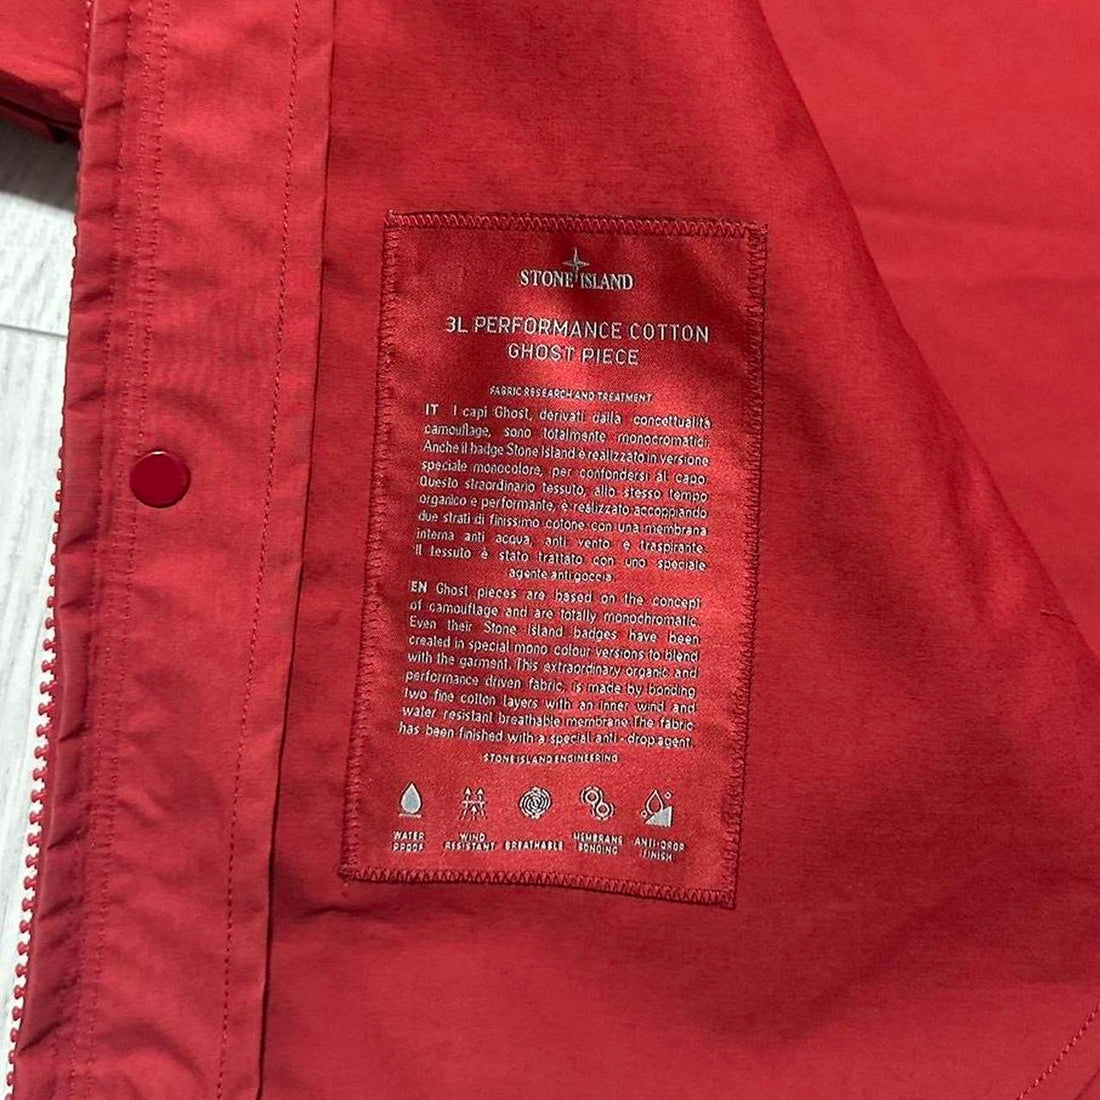 STONE ISLAND
3L PERFORMANCE COTTON
GHOST PIECE
FABRIC RESEARCH AND TREATMENT
IT I capi Ghost, derivati dalla concettualità
camouflage, sono totalmente monocromatici.
Anche il badge Stone Island è realizzato in versione
speciale monocolore, per confondersi al capo.
Questo straordinario tessuto, allo stesso tempo
organico e performante, è realizzato accoppiando
due strati di finissimo cotone con una membrana
interna anti acqua, anti vento e traspirante.
Il tessuto è stato trattato con uno speciale
agente anti goccia.
EN Ghost pieces are based on the concept
of camouflage and are totally monochromatic.
Even their Stone Island badges have been
created in special mono colour versions to blend
with the garment. This extraordinary organic and
performance driven fabric, is made by bonding
two fine cotton layers with an inner wind and
water resistant breathable membrane. The fabric
has been finished with a special anti-drop agent.
STONE ISLAND ENGINEERING
WATER
PROOF
WIND
RESISTANT
BREATHABLE
MEMBRANE
BONDING
ANTI-DROP
FINISH